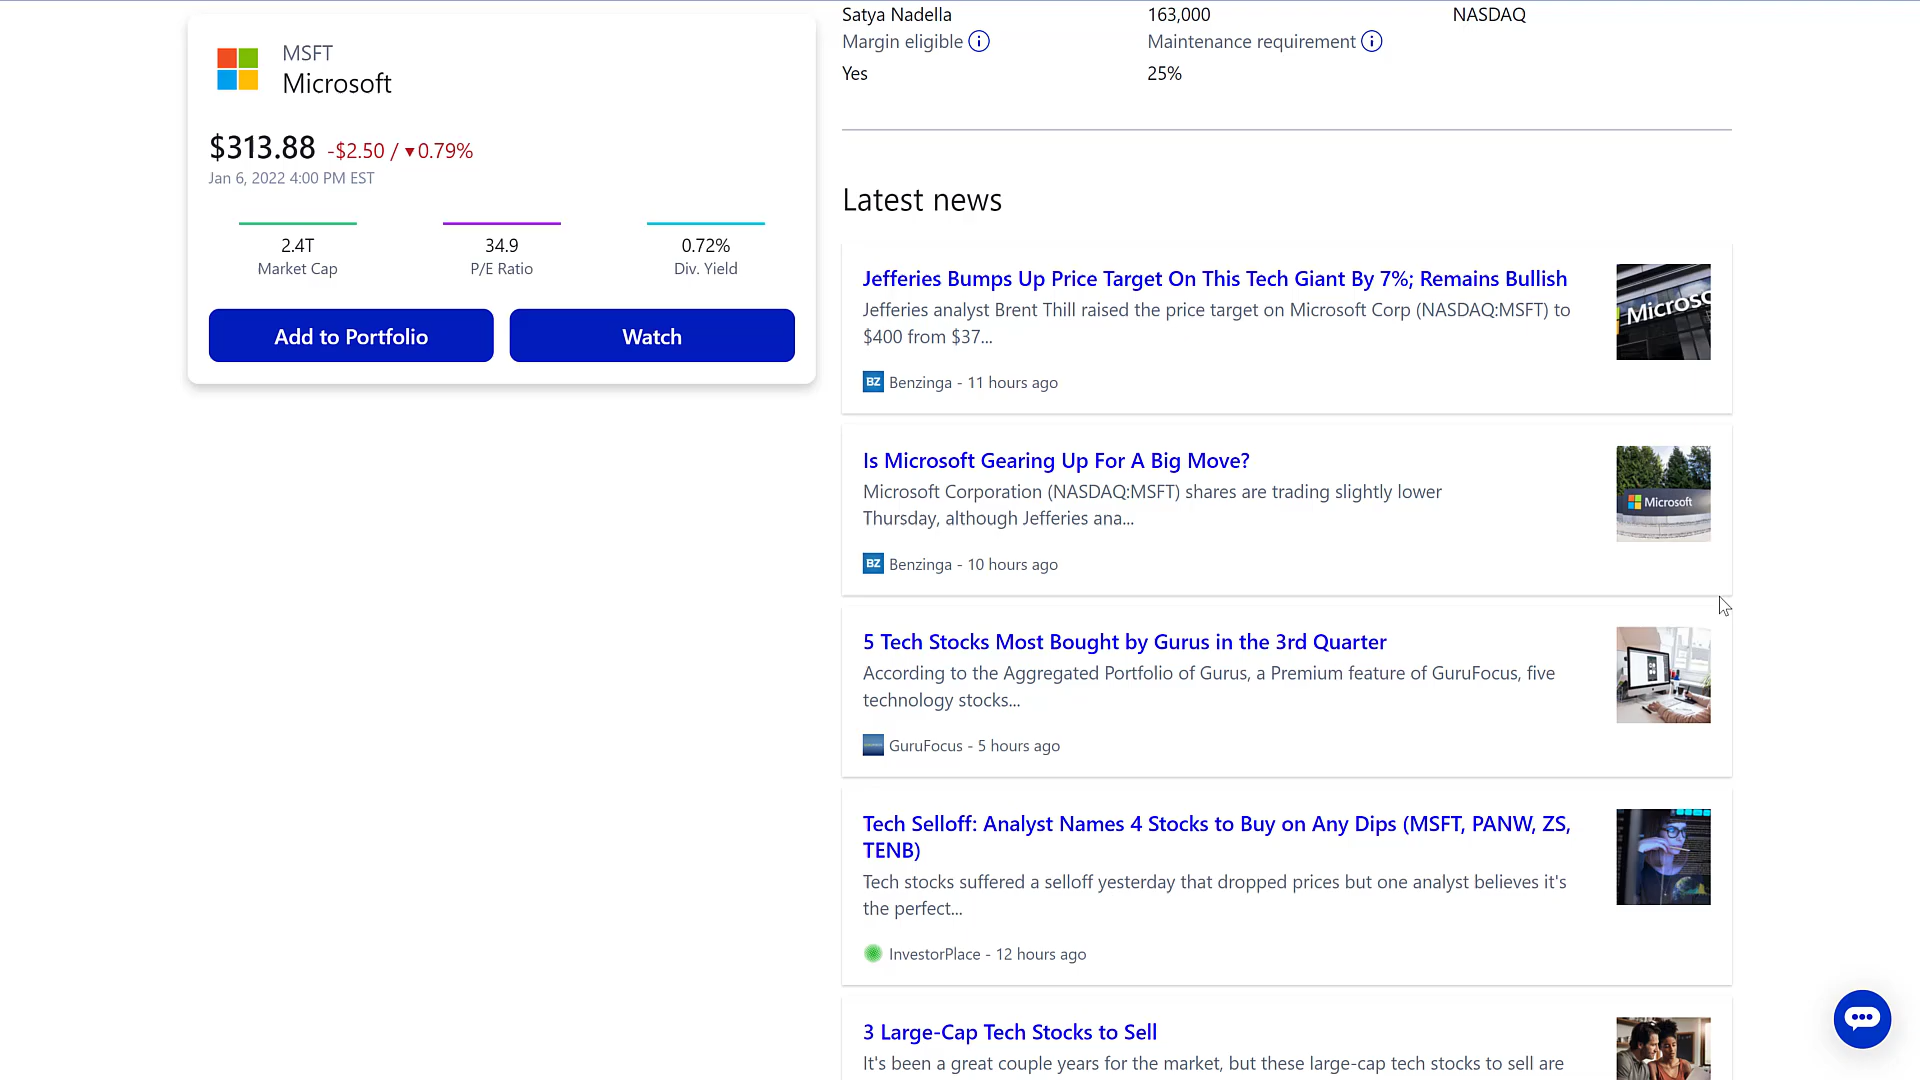 MSFT
Microsoft
$313.88 -$2.50 / ▼0.79%
Jan 6, 2022 4:00 PM EST
2.4T
Market Cap
34.9
P/E Ratio
0.72%
Div. Yield
Add to Portfolio
Watch
Satya Nadella
163,000
NASDAQ
Margin eligible
Maintenance requirement
Yes
25%
Latest news
Jefferies Bumps Up Price Target On This Tech Giant By 7%; Remains Bullish
Jefferies analyst Brent Thill raised the price target on Microsoft Corp (NASDAQ:MSFT) to
$400 from $37...
BZ Benzinga - 11 hours ago
Microsc
Is Microsoft Gearing Up For A Big Move?
Microsoft Corporation (NASDAQ:MSFT) shares are trading slightly lower
Thursday, although Jefferies ana...
BZ Benzinga - 10 hours ago
Microsoft
5 Tech Stocks Most Bought by Gurus in the 3rd Quarter
According to the Aggregated Portfolio of Gurus, a Premium feature of GuruFocus, five
technology stocks...
GuruFocus - 5 hours ago
Tech Selloff: Analyst Names 4 Stocks to Buy on Any Dips (MSFT, PANW, ZS,
TENB)
Tech stocks suffered a selloff yesterday that dropped prices but one analyst believes it's
the perfect...
InvestorPlace - 12 hours ago
3 Large-Cap Tech Stocks to Sell
It's been a great couple years for the market, but these large-cap tech stocks to sell are